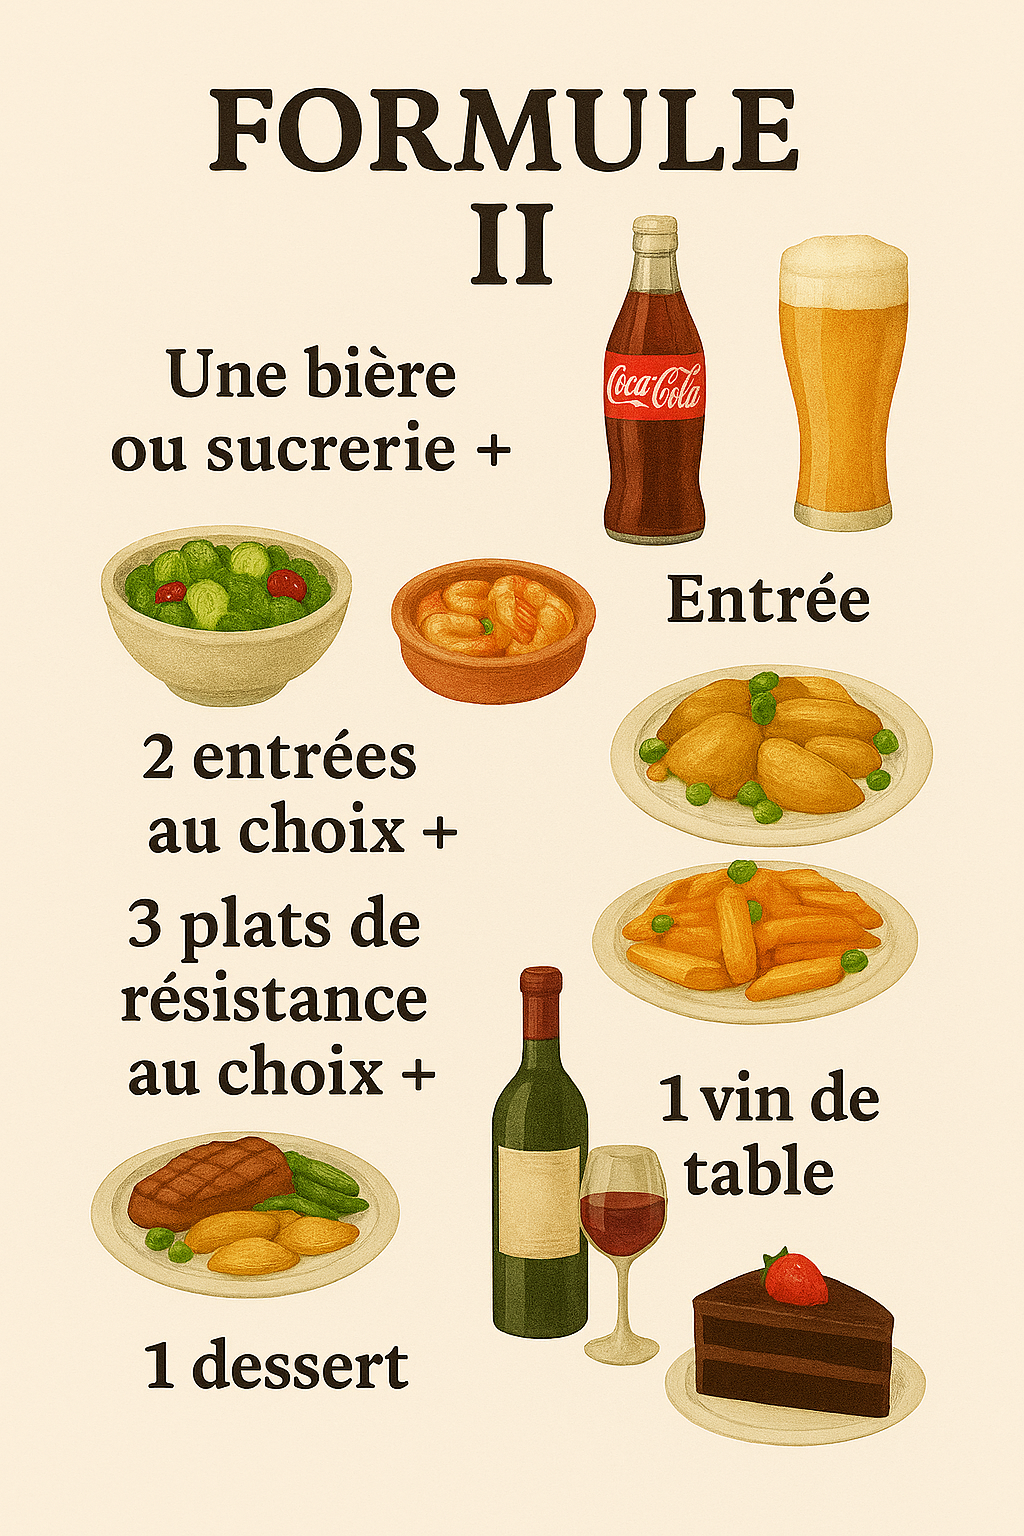 FORMULE
II
Une bière
ou sucrerie +
Coca-Cola
Entrée
2 entrées
au choix +
3 plats de
résistance
au choix +
1 vin de
table
1 dessert